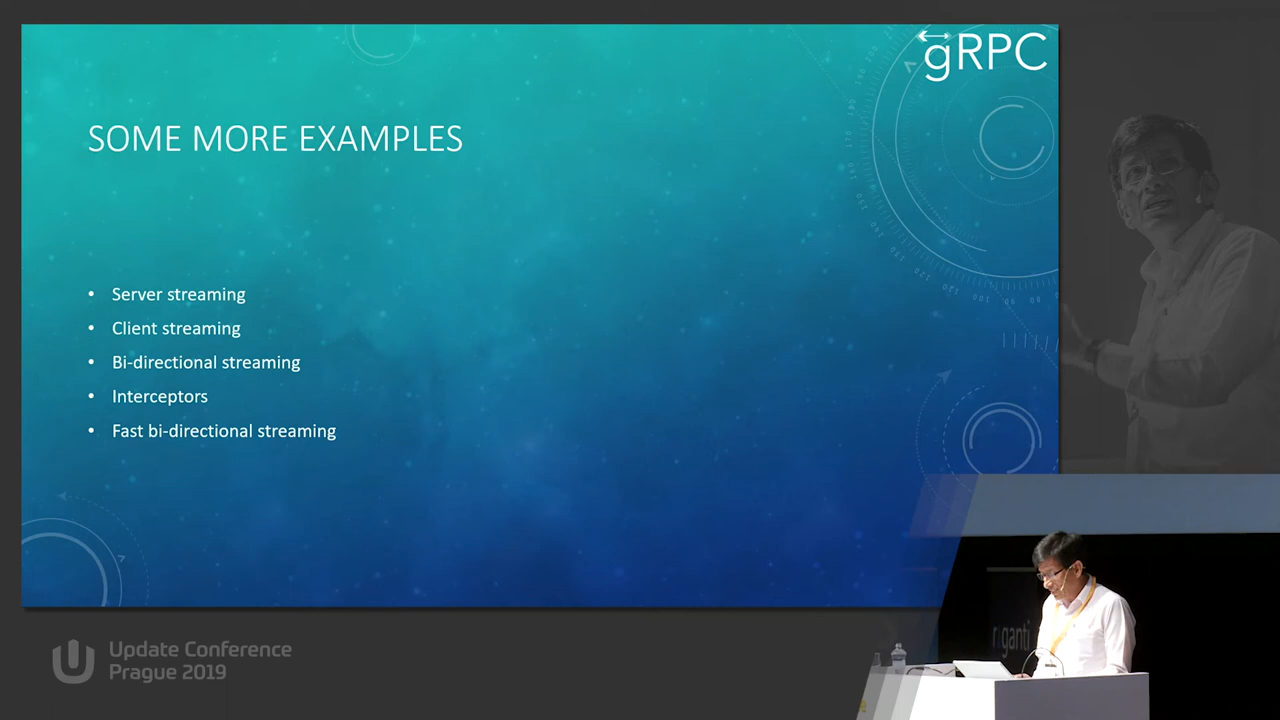 gRPC
SOME MORE EXAMPLES
• Server streaming
• Client streaming
• Bi-directional streaming
• Interceptors
• Fast bi-directional streaming
Update Conference
Prague 2019